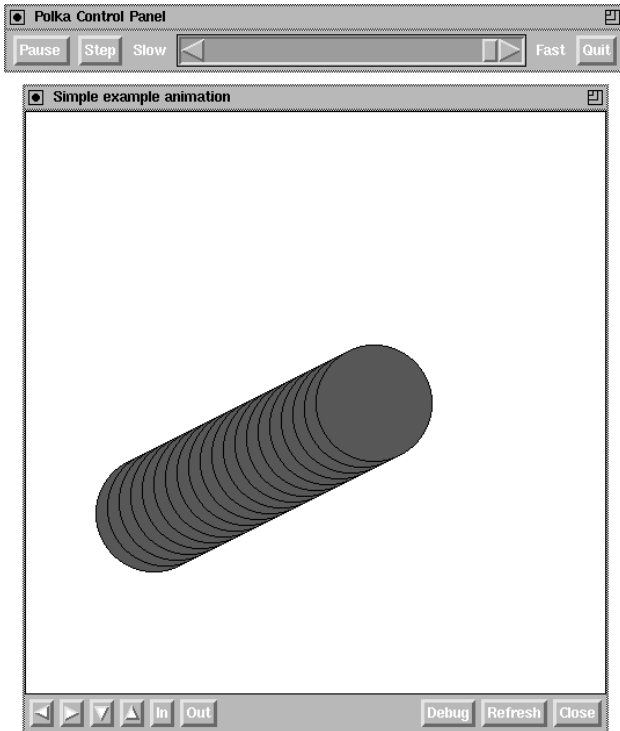 Polka Control Panel
Pause Step Slow Fast Quit
Simple example animation
In Out Debug Refresh Close